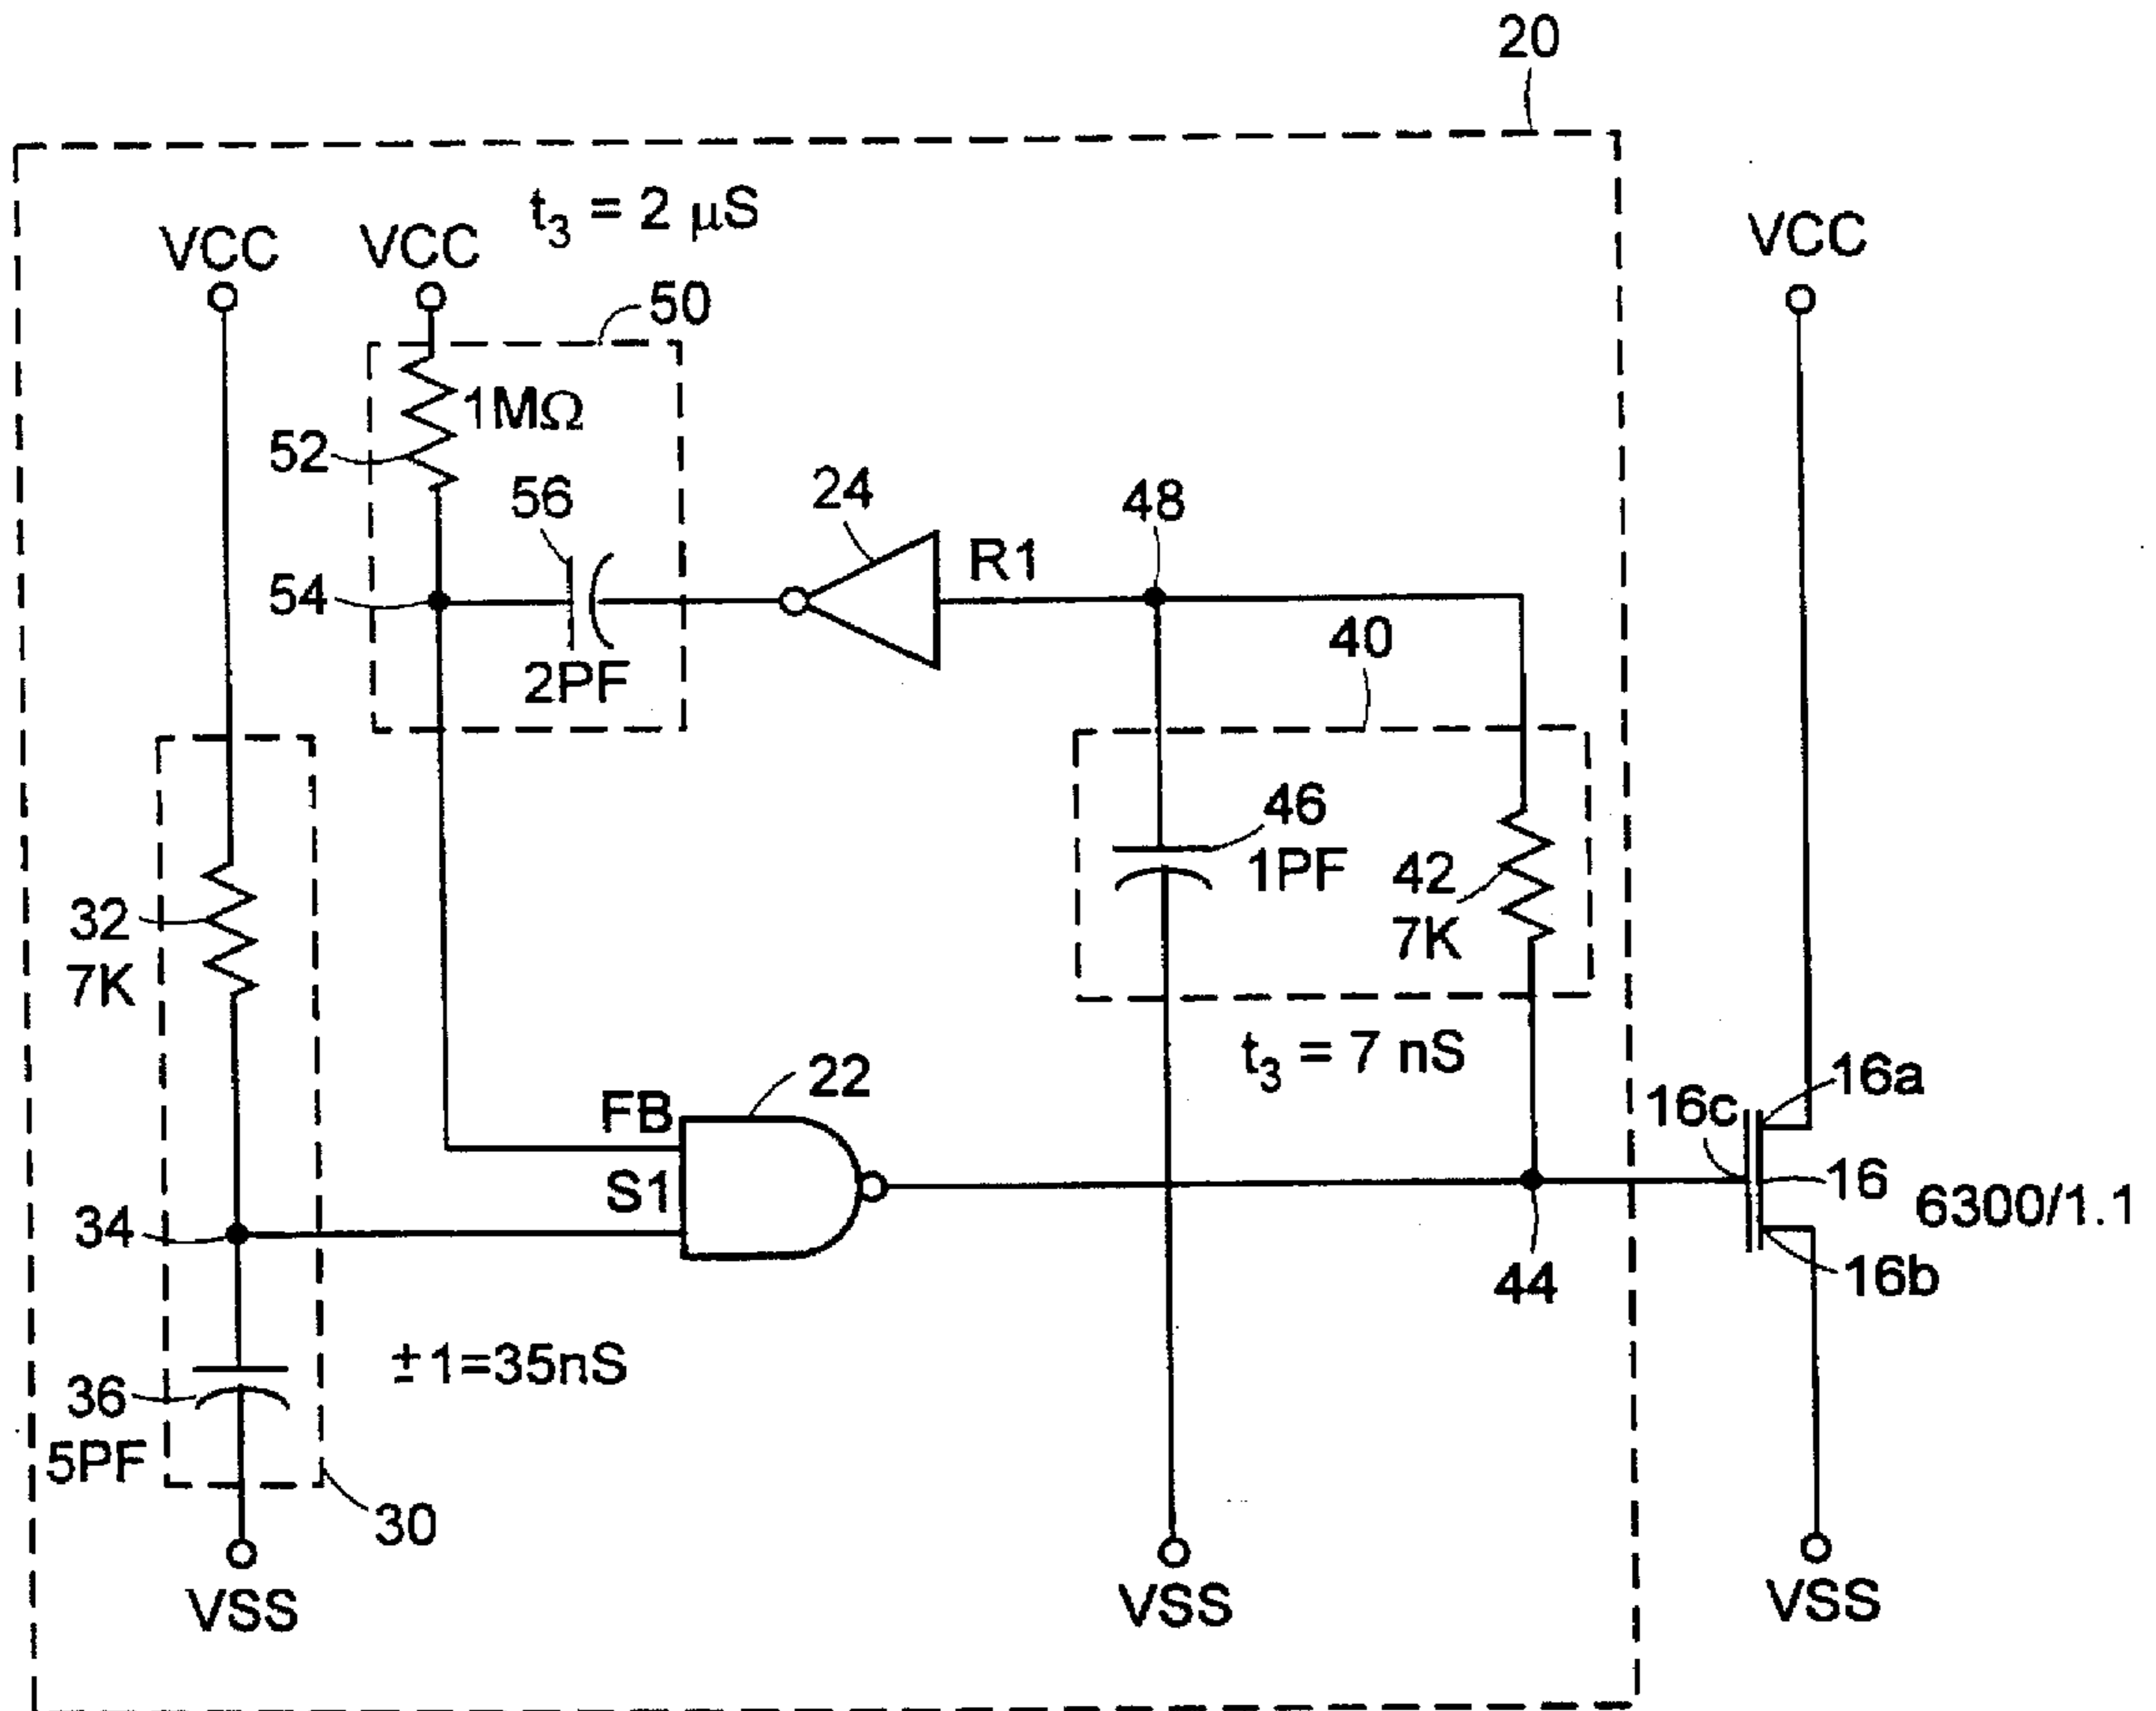 20
t3 = 2 µS
VCC
VCC
VCC
50
1MΩ
52
56
24
48
R1
54
40
2PF
46
1PF
42
7K
32
7K
t3 = 7 nS
22
16a
FB
16c
S1
16
6300/1.1
34
44
16b
±1=35nS
36
5PF
30
VSS
VSS
VSS